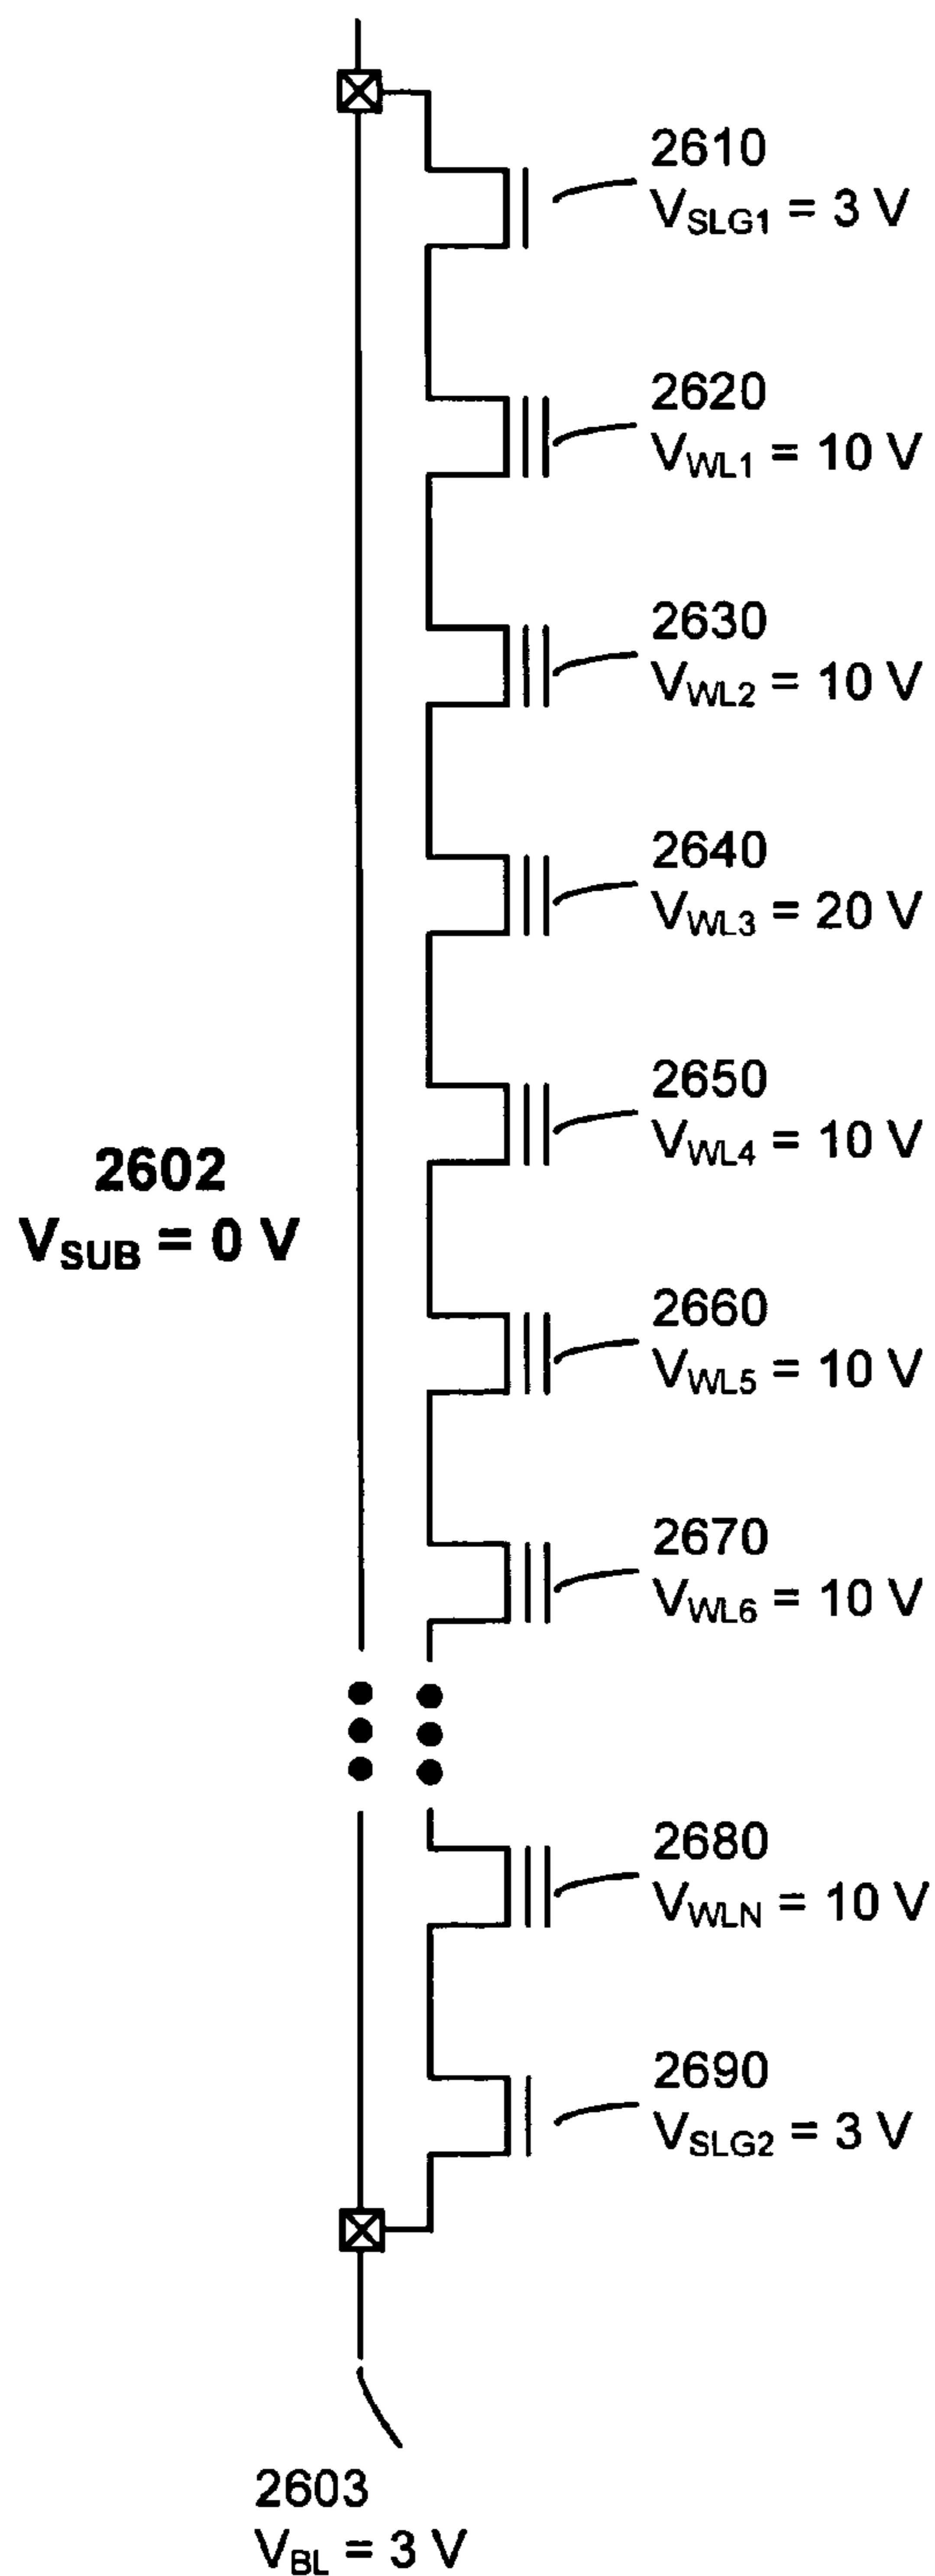 2610
VSLG1 = 3 V
2620
VWL1 = 10 V
2630
VWL2 = 10 V
2640
VWL3 = 20 V
2650
VWL4 = 10 V
2602
VSUB = 0 V
2660
VWL5 = 10 V
2670
VWL6 = 10 V
2680
VWLN = 10 V
2690
VSLG2 = 3 V
2603
VBL = 3 V